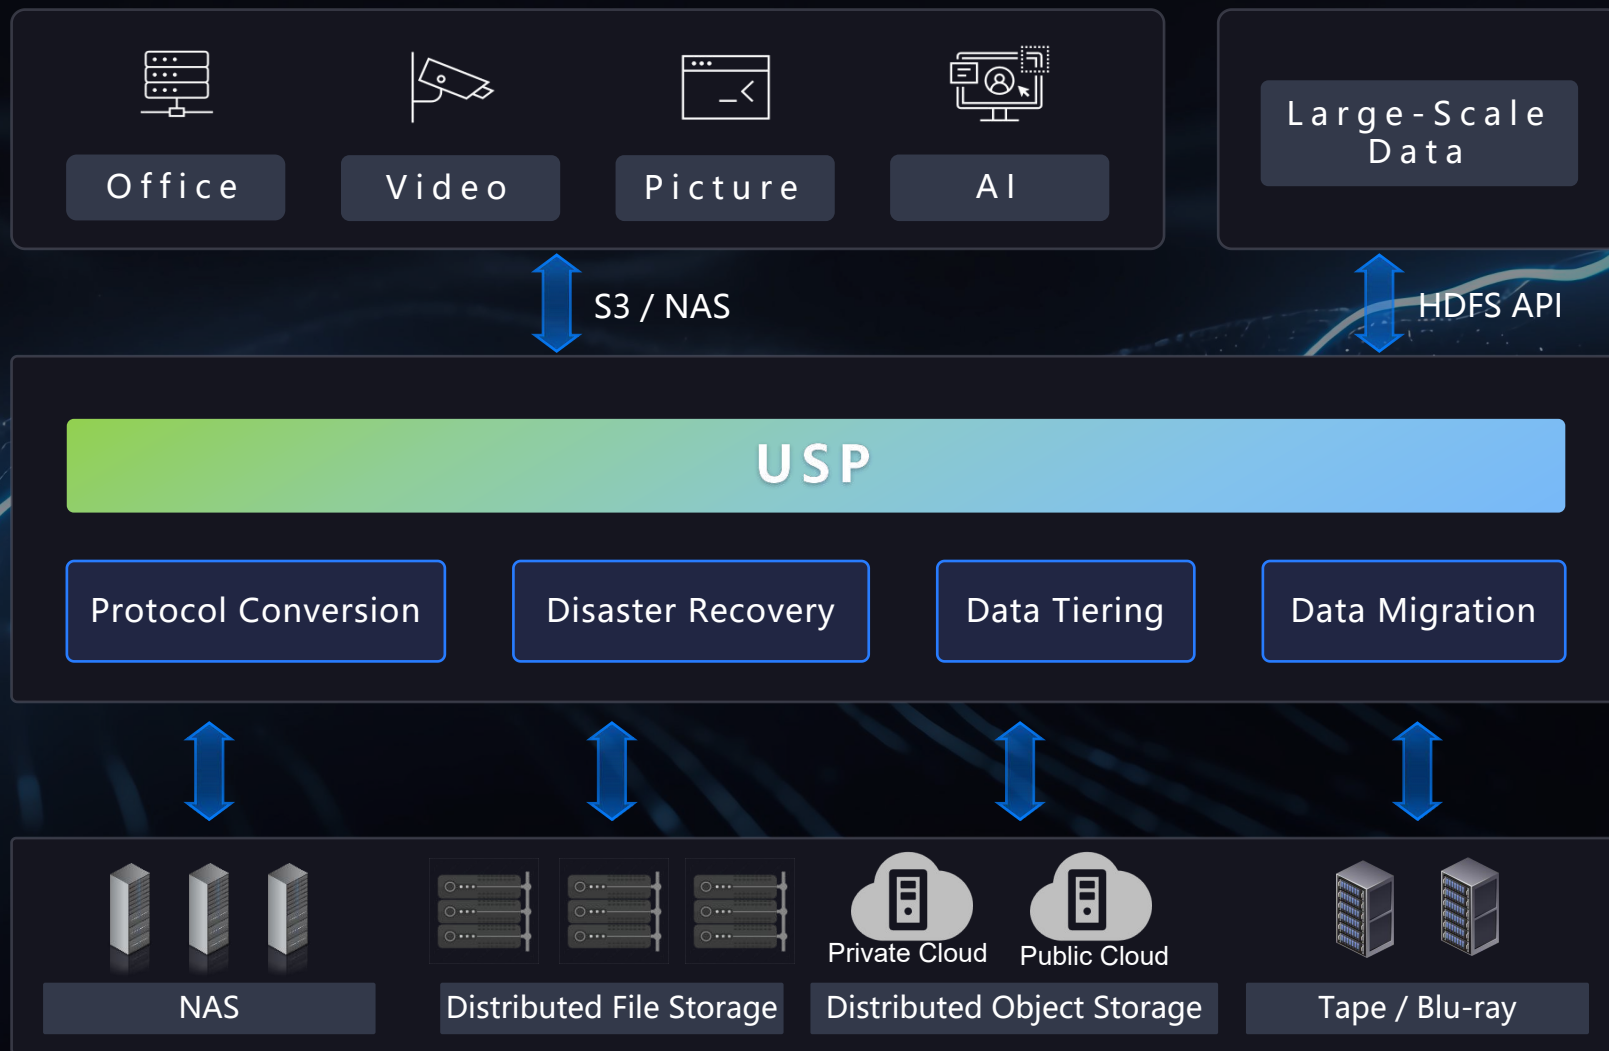 Office
Video
Picture
AI
Large-Scale
Data
S3 / NAS
HDFS API
USP
Protocol Conversion
Disaster Recovery
Data Tiering
Data Migration
Private Cloud
Public Cloud
NAS
Distributed File Storage
Distributed Object Storage
Tape / Blu-ray